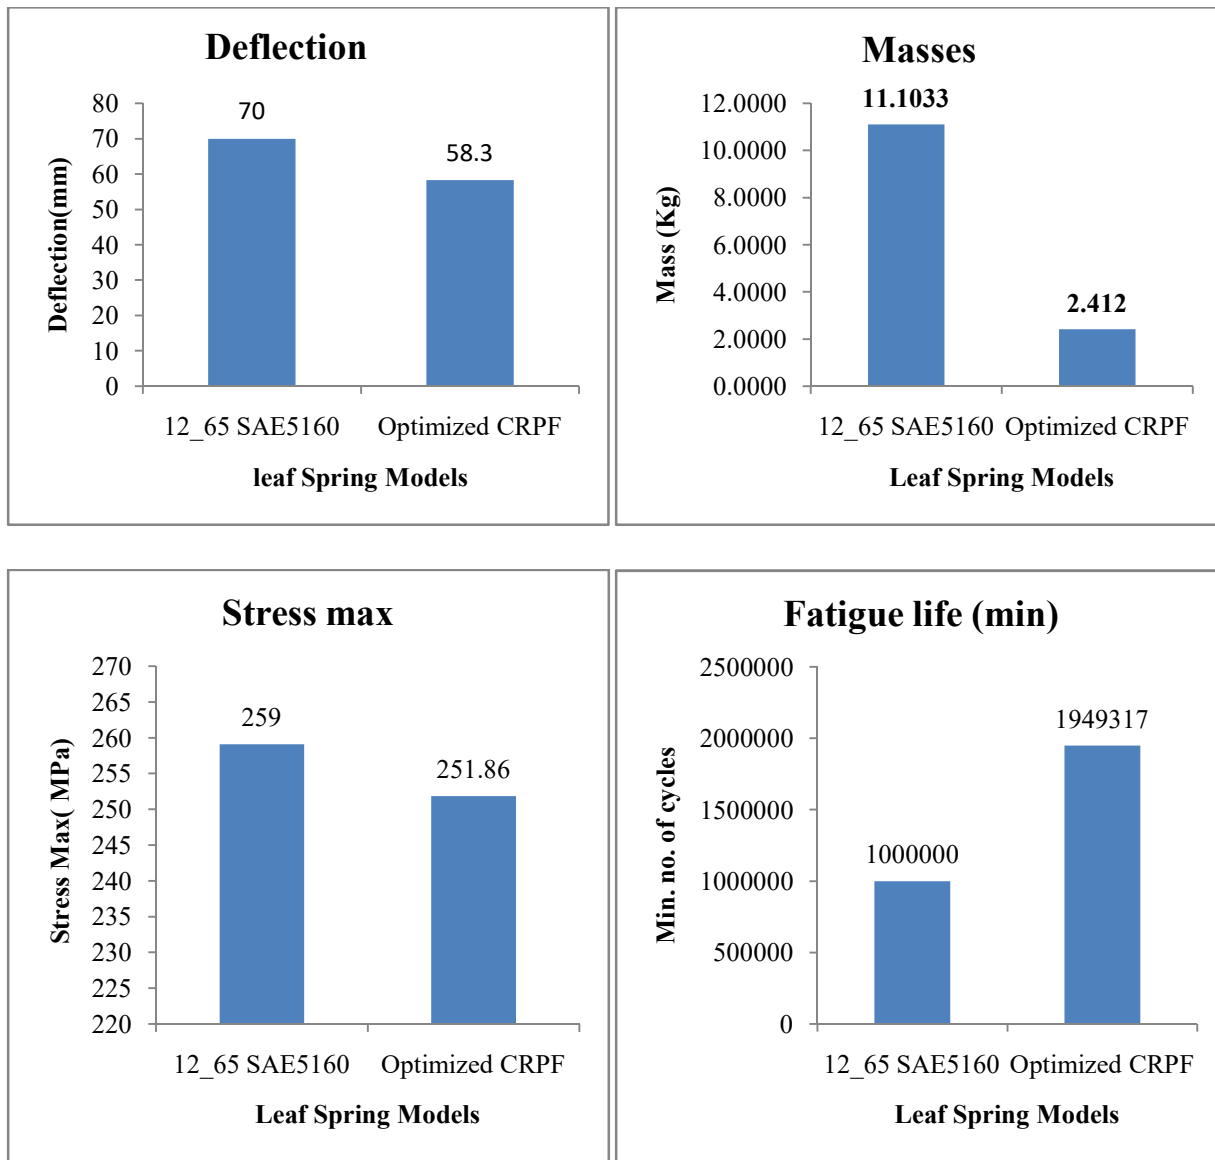 Deflection
80
70
60
50
40
30
20
10
0
70
58.3
Deflection(mm)
12_65 SAE5160 Optimized CRPF
leaf Spring Models
Masses
12.0000
10.0000
8.0000
6.0000
4.0000
2.0000
0.0000
11.1033
2.412
Mass (Kg)
12_65 SAE5160 Optimized CRPF
Leaf Spring Models
Stress max
270
265
260
255
250
245
240
235
230
225
220
259
251.86
Stress Max( MPa)
12_65 SAE5160 Optimized CRPF
Leaf Spring Models
Fatigue life (min)
2500000
2000000
1500000
1000000
500000
0
1000000
1949317
Min. no. of cycles
12_65 SAE5160 Optimized CRPF
Leaf Spring Models